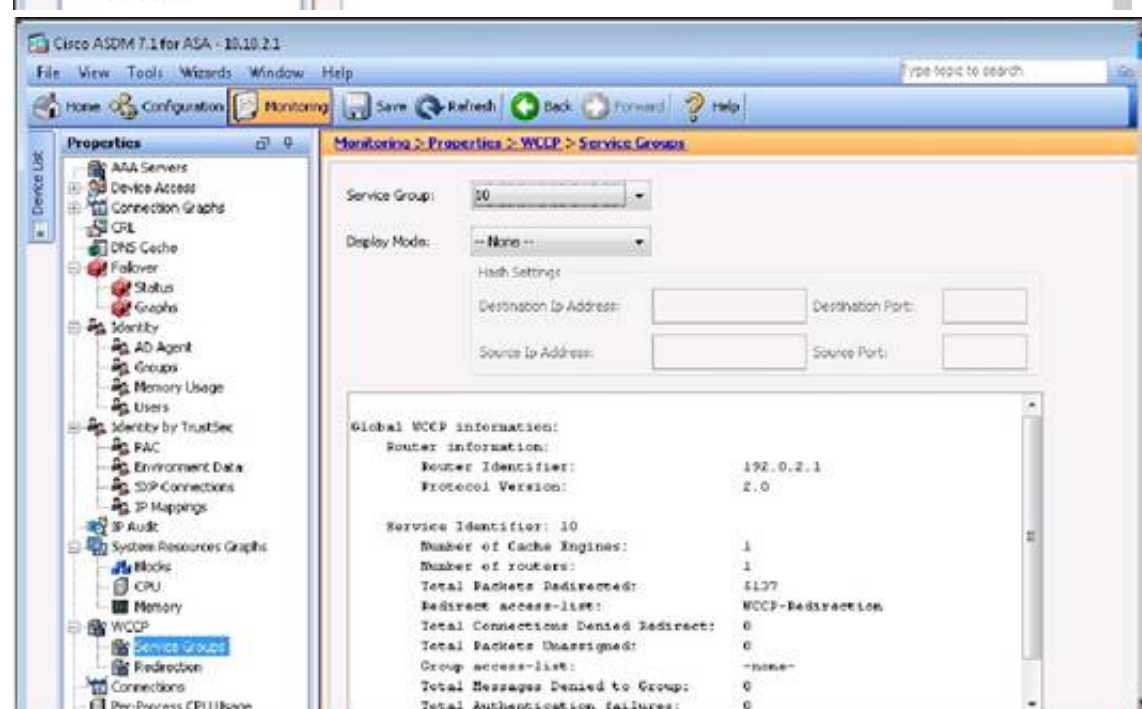 Cisco ASDM 7.1 for ASA - 10.10.2.1
File View Tools Wizards Window Help
Type topic to search Go
Home Configuration Monitoring Save Refresh Back Forward Help
Device List
Properties
AAA Servers
Device Access
Connection Graphs
CRL
DNS Cache
Failover
Status
Graphs
Identity
AD Agent
Groups
Memory Usage
Users
Identity by TrustSec
PAC
Environment Data
SXP Connections
IP Mappings
IP Audit
System Resources Graphs
Blocks
CPU
Memory
WCCP
Service Groups
Redirection
Connections
Per-Process CPU Usage
Monitoring > Properties > WCCP > Service Groups
Service Group: 10
Display Mode: -- None --
Hash Settings
Destination Ip Address: Destination Port:
Source Ip Address: Source Port:
Global WCCP information:
Router information:
Router Identifier: 192.0.2.1
Protocol Version: 2.0
Service Identifier: 10
Number of Cache Engines: 1
Number of routers: 1
Total Packets Redirected:
Redirect access-list: WCCP-Redirection
Total Connections Denied Redirect: 0
Total Packets Unassigned: 0
Group access-list: -none-
Total Messages Denied to Group: 0
Total Authentication failures: 0